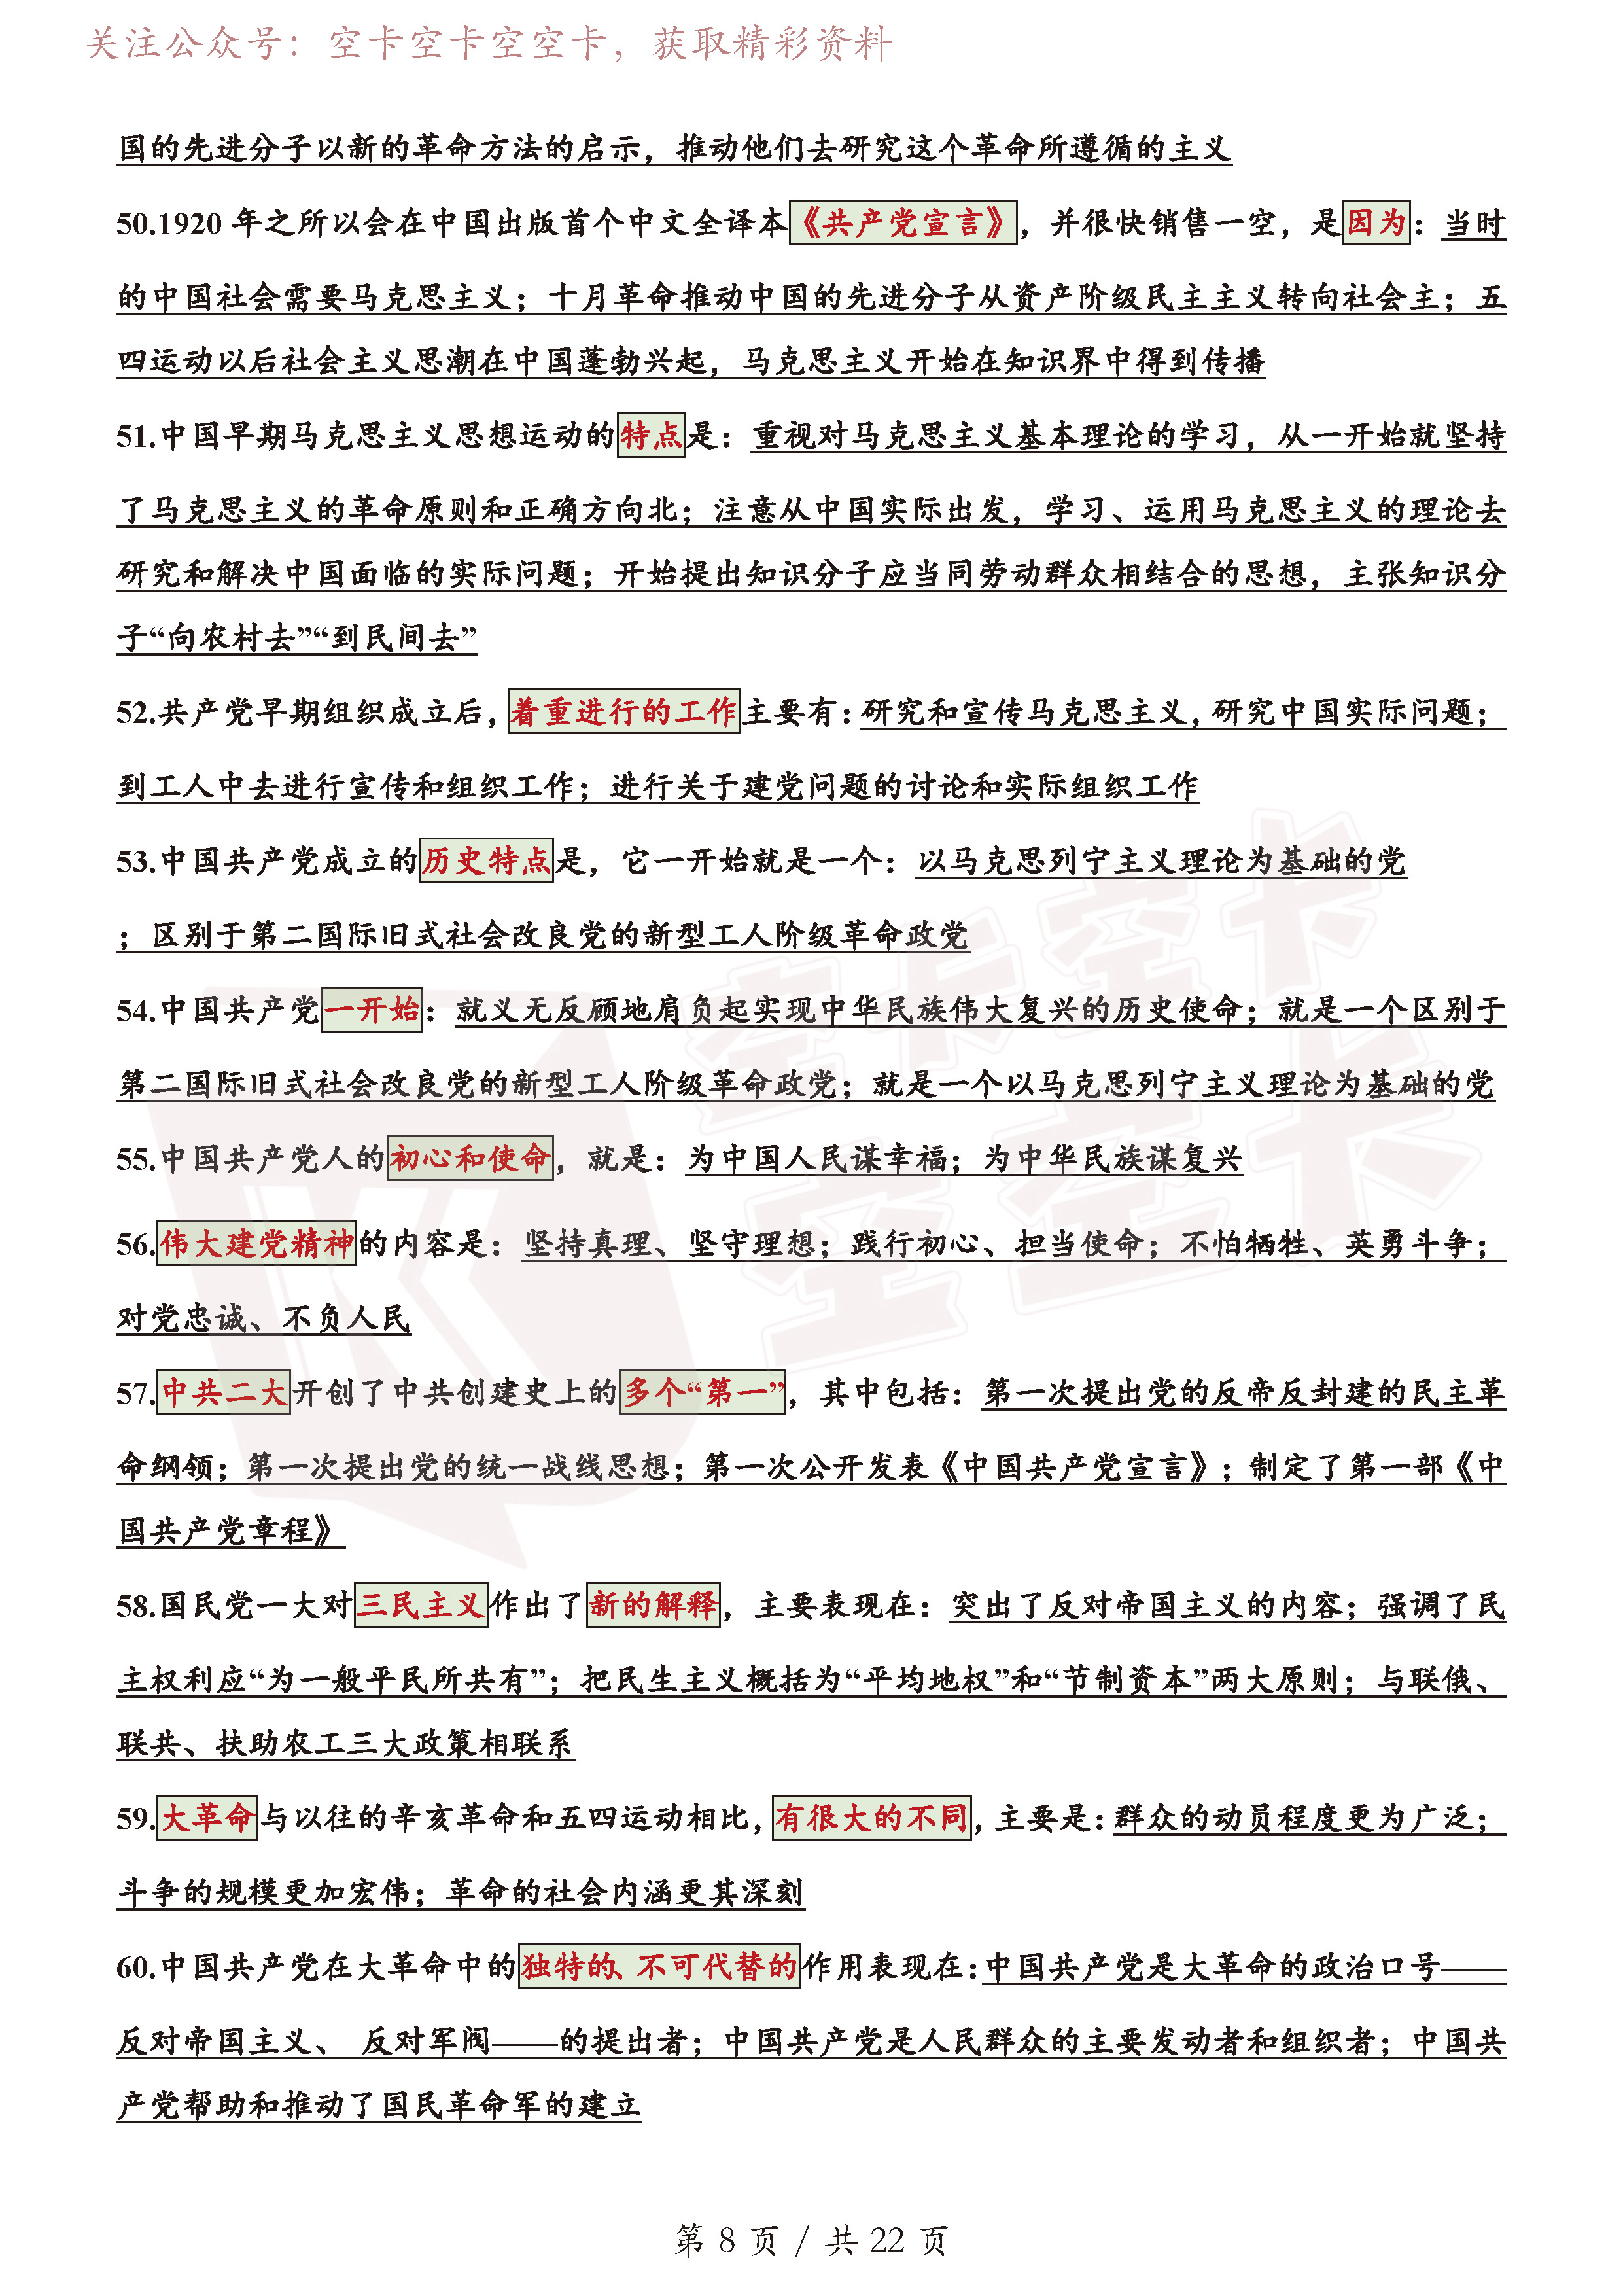 关注公众号：空卡空卡空空卡，获取精彩资料
国的先进分子以新的革命方法的启示，推动他们去研究这个革命所遵循的主义
50.1920 年之所以会在中国出版首个中文全译本《共产党宣言》，并很快销售一空，是因为：当时
的中国社会需要马克思主义；十月革命推动中国的先进分子从资产阶级民主主义转向社会主；五
四运动以后社会主义思潮在中国蓬勃兴起，马克思主义开始在知识界中得到传播
51.中国早期马克思主义思想运动的特点是：重视对马克思主义基本理论的学习，从一开始就坚持
了马克思主义的革命原则和正确方向北；注意从中国实际出发，学习、运用马克思主义的理论去
研究和解决中国面临的实际问题；开始提出知识分子应当同劳动群众相结合的思想，主张知识分
子“向农村去”“到民间去”
52.共产党早期组织成立后，着重进行的工作主要有：研究和宣传马克思主义，研究中国实际问题；
到工人中去进行宣传和组织工作；进行关于建党问题的讨论和实际组织工作
53.中国共产党成立的历史特点是，它一开始就是一个：以马克思列宁主义理论为基础的党
；区别于第二国际旧式社会改良党的新型工人阶级革命政党
54.中国共产党一开始：就义无反顾地肩负起实现中华民族伟大复兴的历史使命；就是一个区别于
第二国际旧式社会改良党的新型工人阶级革命政党；就是一个以马克思列宁主义理论为基础的党
55.中国共产党人的初心和使命，就是：为中国人民谋幸福；为中华民族谋复兴
56.伟大建党精神的内容是：坚持真理、坚守理想；践行初心、担当使命；不怕牺牲、英勇斗争；
对党忠诚、不负人民
57.中共二大开创了中共创建史上的多个“第一”，其中包括：第一次提出党的反帝反封建的民主革
命纲领；第一次提出党的统一战线思想；第一次公开发表《中国共产党宣言》；制定了第一部《中
国共产党章程》
58.国民党一大对三民主义作出了新的解释，主要表现在：突出了反对帝国主义的内容；强调了民
主权利应“为一般平民所共有”；把民生主义概括为“平均地权”和“节制资本”两大原则；与联俄、
联共、扶助农工三大政策相联系
59.大革命与以往的辛亥革命和五四运动相比，有很大的不同，主要是：群众的动员程度更为广泛；
斗争的规模更加宏伟；革命的社会内涵更其深刻
60.中国共产党在大革命中的独特的、不可代替的作用表现在：中国共产党是大革命的政治口号——
反对帝国主义、 反对军阀——的提出者；中国共产党是人民群众的主要发动者和组织者；中国共
产党帮助和推动了国民革命军的建立
空卡空卡
空空卡
第 8 页 / 共 22 页